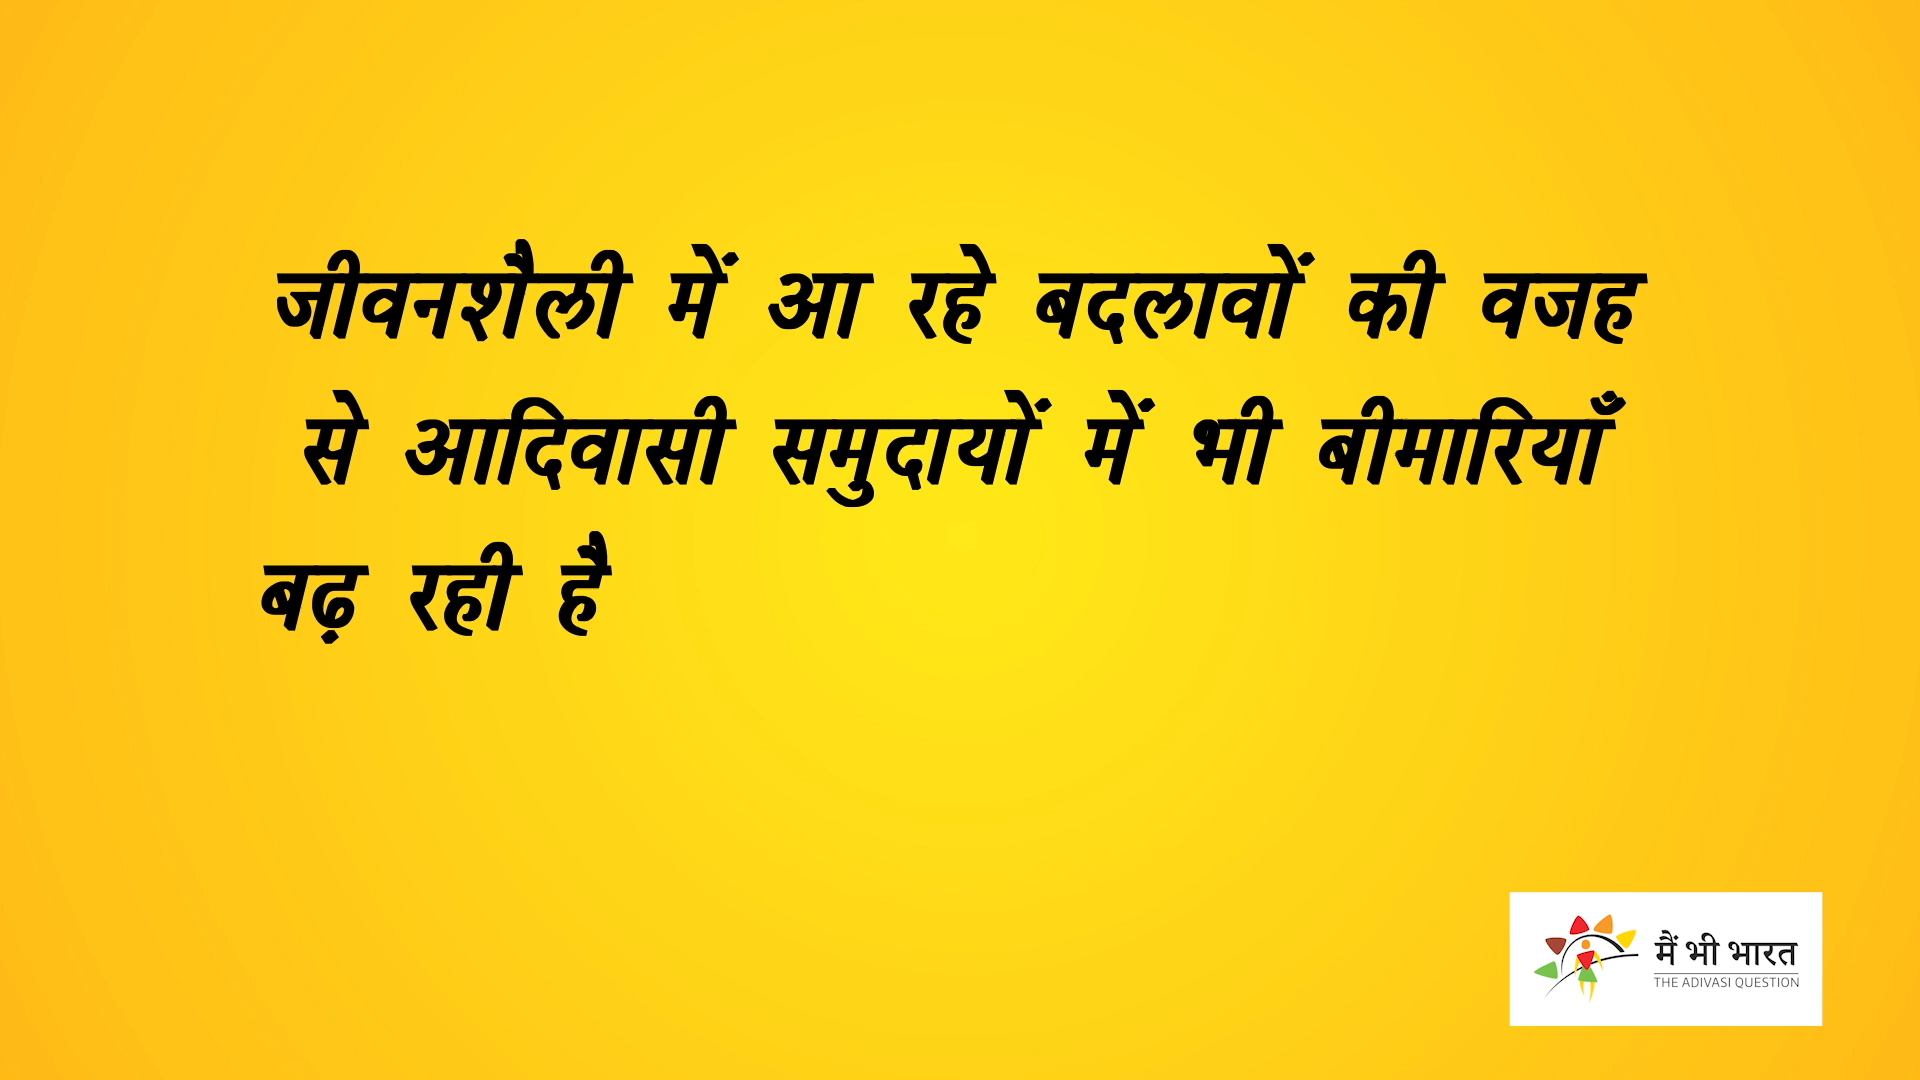 जीवनशैली में आ रहे बदलावों की वजह
से आदिवासी समुदायों में भी बीमारियाँ
बढ़ रही है
मैं भी भारत
THE ADIVASI QUESTION